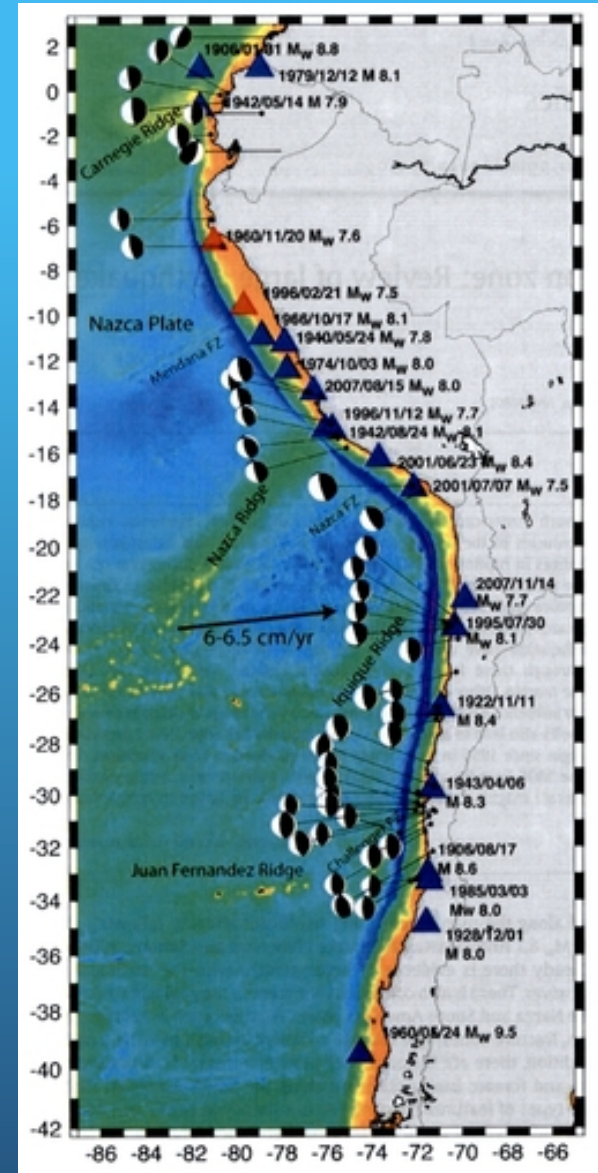 2
0
-2
-4
-6
-8
-10
-12
-14
-16
-18
-20
-22
-24
-26
-28
-30
-32
-34
-36
-38
-40
-42
1906/01/31 Mw 8.8
1979/12/12 M 8.1
1942/05/14 M 7.9
Carnegie Ridge
1960/11/20 Mw 7.6
1996/02/21 Mw 7.5
Nazca Plate
1966/10/17 Mw 8.1
1940/05/24 Mw 7.8
Mendana FZ
1974/10/03 Mw 8.0
2007/08/15 Mw 8.0
1996/11/12 Mw 7.7
1942/08/24 Mw 8.1
2001/06/23 Mw 8.4
2001/07/07 Mw 7.5
Nazca Ridge
Nazca FZ
2007/11/14
Mw 7.7
1995/07/30
Mw 8.1
6-6.5 cm/yr
Iquique Ridge
1922/11/11
M 8.4
1943/04/06
M 8.3
1906/08/17
M 8.6
Juan Fernandez Ridge
1985/03/03
Mw 8.0
1928/12/01
M 8.0
Mw 9.5
-86 -84 -82 -80 -78 -76 -74 -72 -70 -68 -66